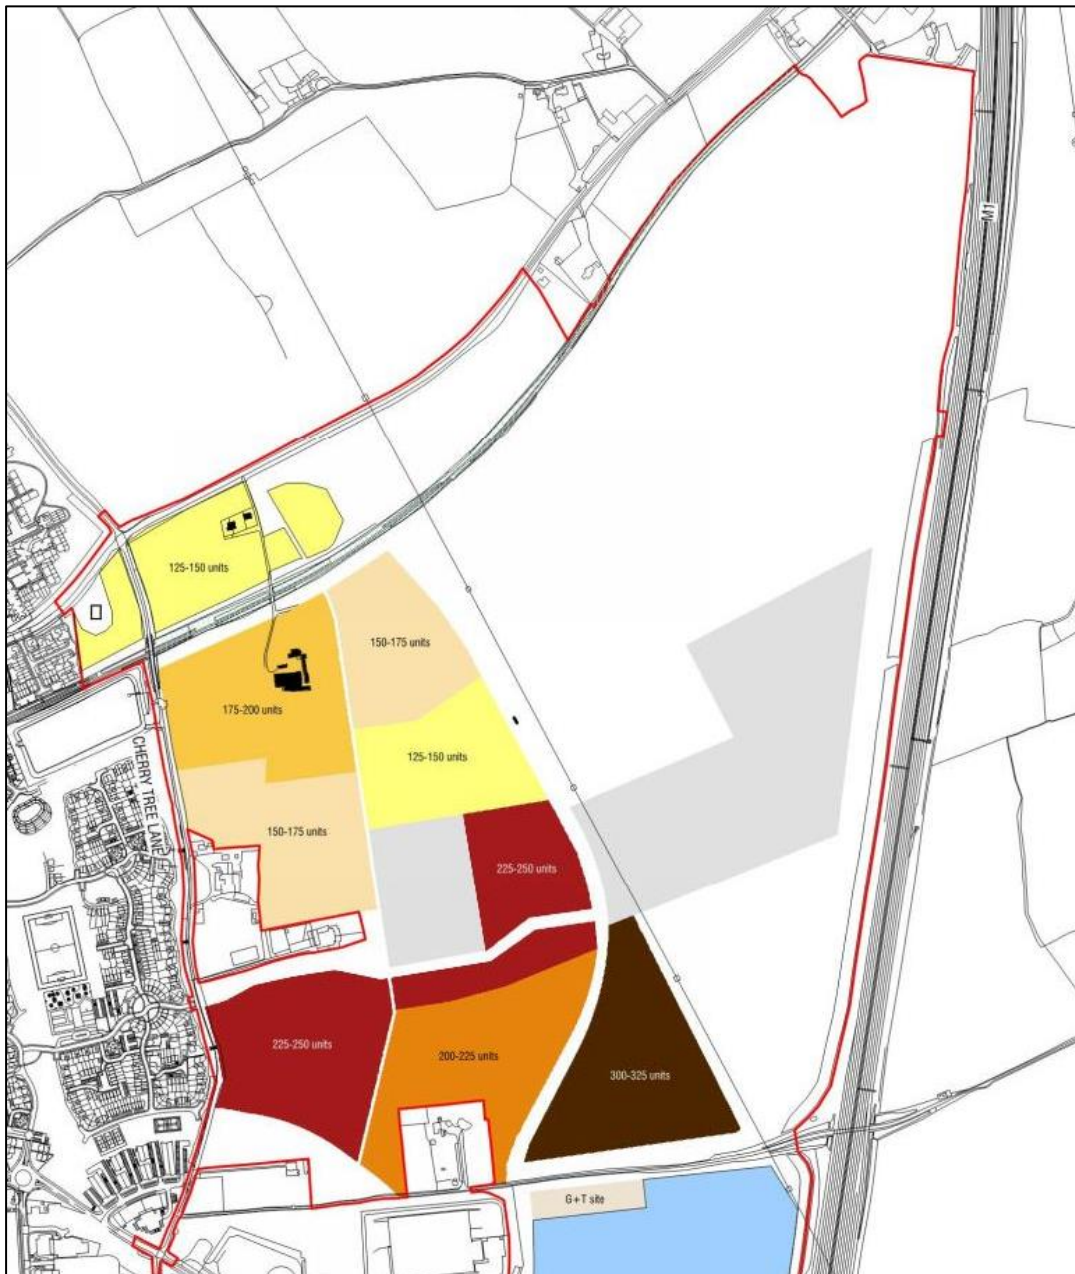 M1
125-150 units
150-175 units
175-200 units
CHERRY TREE LANE
125-150 units
150-175 units
225-250 units
225-250 units
200-225 units
300-325 units
G+T site